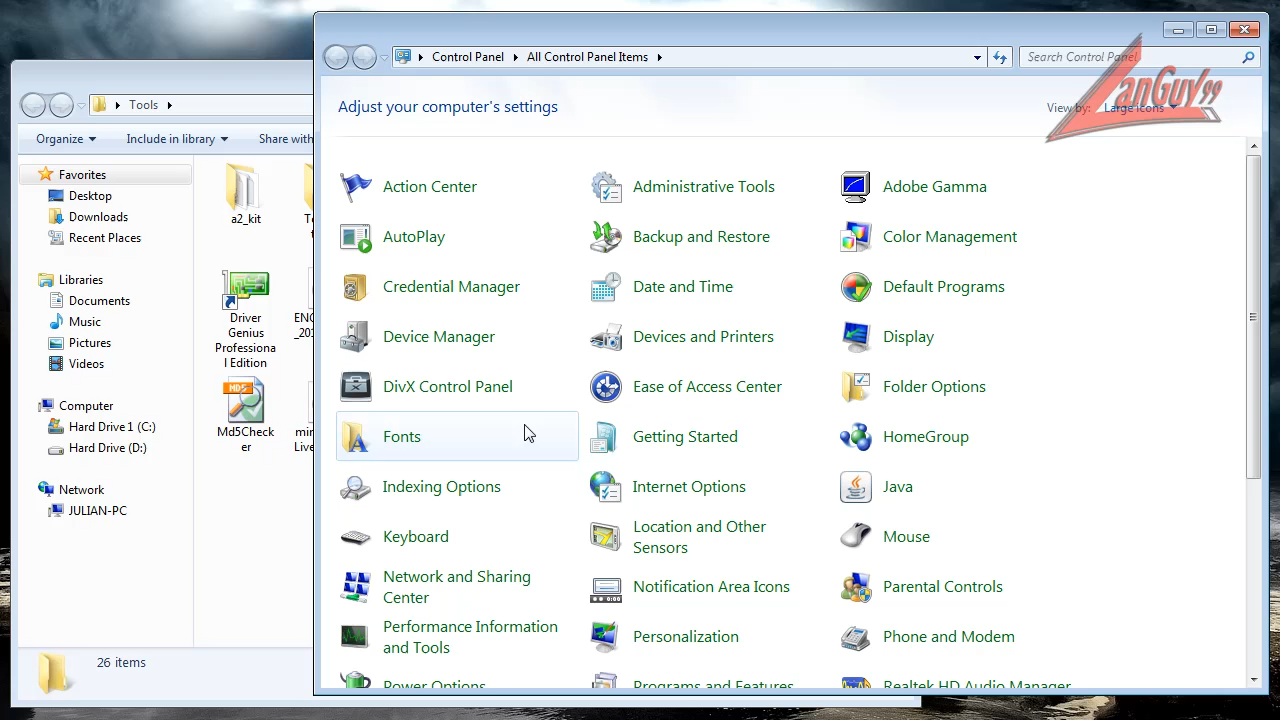 Control Panel
All Control Panel Items
Search Control Panel
Adjust your computer's settings
View by:
Large icons
anGuy99
Action Center
Administrative Tools
Adobe Gamma
AutoPlay
Backup and Restore
Color Management
Credential Manager
Date and Time
Default Programs
Device Manager
Devices and Printers
Display
DivX Control Panel
Ease of Access Center
Folder Options
Fonts
Getting Started
HomeGroup
Indexing Options
Internet Options
Java
Keyboard
Location and Other
Sensors
Mouse
Network and Sharing
Center
Notification Area Icons
Parental Controls
Performance Information
and Tools
Personalization
Phone and Modem
Power Options
Programs and Features
Realtek HD Audio Manager
Tools
Organize
Include in library
Share with
Favorites
Desktop
Downloads
Recent Places
Libraries
Documents
Music
Pictures
Videos
Computer
Hard Drive1 (C:)
Hard Drive (D:)
Network
JULIAN-PC
a2_kit
Driver
Genius
Professiona
l Edition
MD5
Md5Check
er
26 items